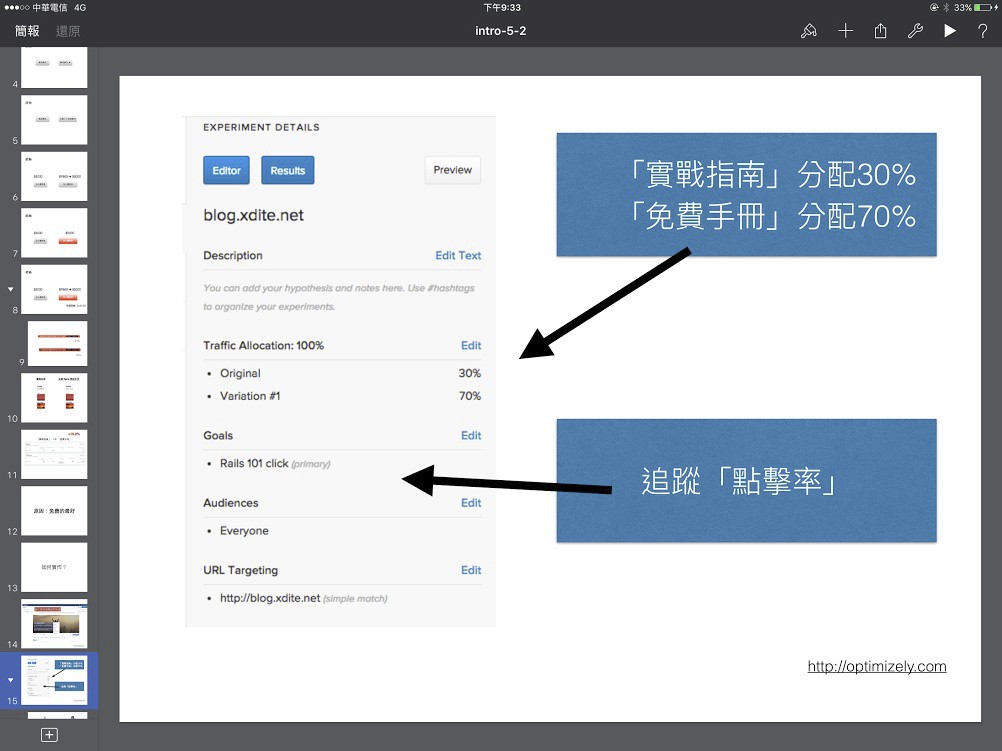 中華電信 4G
下午9:33
33%
簡報 還原
intro-5-2
4
5
6
7
8
9
10
11
12
原因：免費的最好
13
如何實作？
14
15
EXPERIMENT DETAILS
Editor
Results
Preview
blog.xdite.net
Description
Edit Text
You can add your hypothesis and notes here. Use #hashtags
to organize your experiments.
Traffic Allocation: 100%
Edit
• Original 30%
• Variation #1 70%
Goals
Edit
• Rails 101 click (primary)
Audiences
Edit
• Everyone
URL Targeting
Edit
• http://blog.xdite.net (simple match)
「實戰指南」分配30%
「免費手冊」分配70%
追蹤「點擊率」
http://optimizely.com